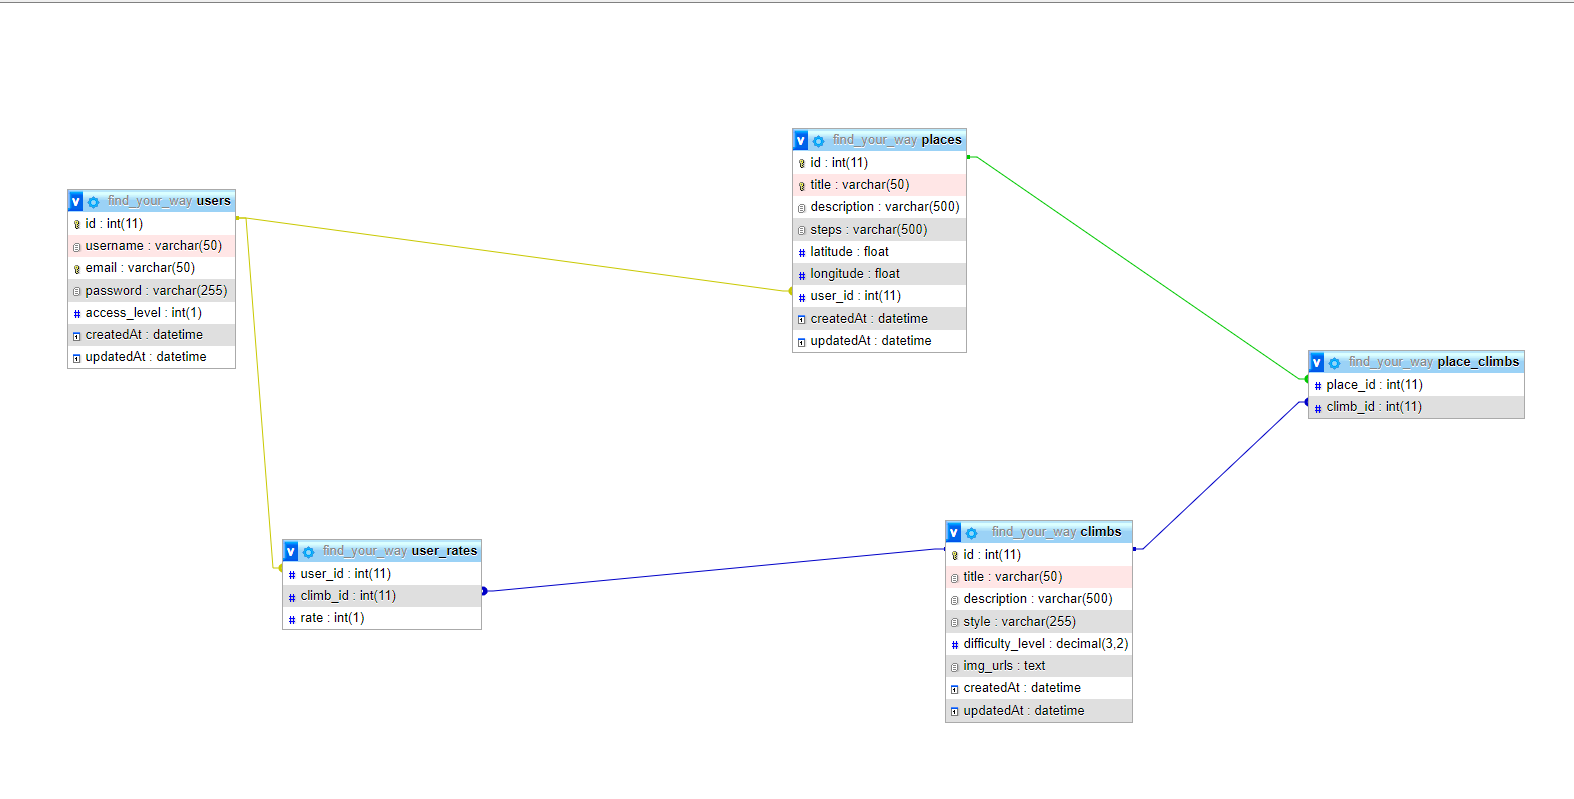 find_your_way users
id : int(11)
username : varchar(50)
email : varchar(50)
password : varchar(255)
access_level : int(1)
createdAt : datetime
updatedAt : datetime
find_your_way places
id : int(11)
title : varchar(50)
description : varchar(500)
steps : varchar(500)
latitude : float
longitude : float
user_id : int(11)
createdAt : datetime
updatedAt : datetime
find_your_way place_climbs
place_id : int(11)
climb_id : int(11)
find_your_way user_rates
user_id : int(11)
climb_id : int(11)
rate : int(1)
find_your_way climbs
id : int(11)
title : varchar(50)
description : varchar(500)
style : varchar(255)
difficulty_level : decimal(3,2)
img_urls : text
createdAt : datetime
updatedAt : datetime